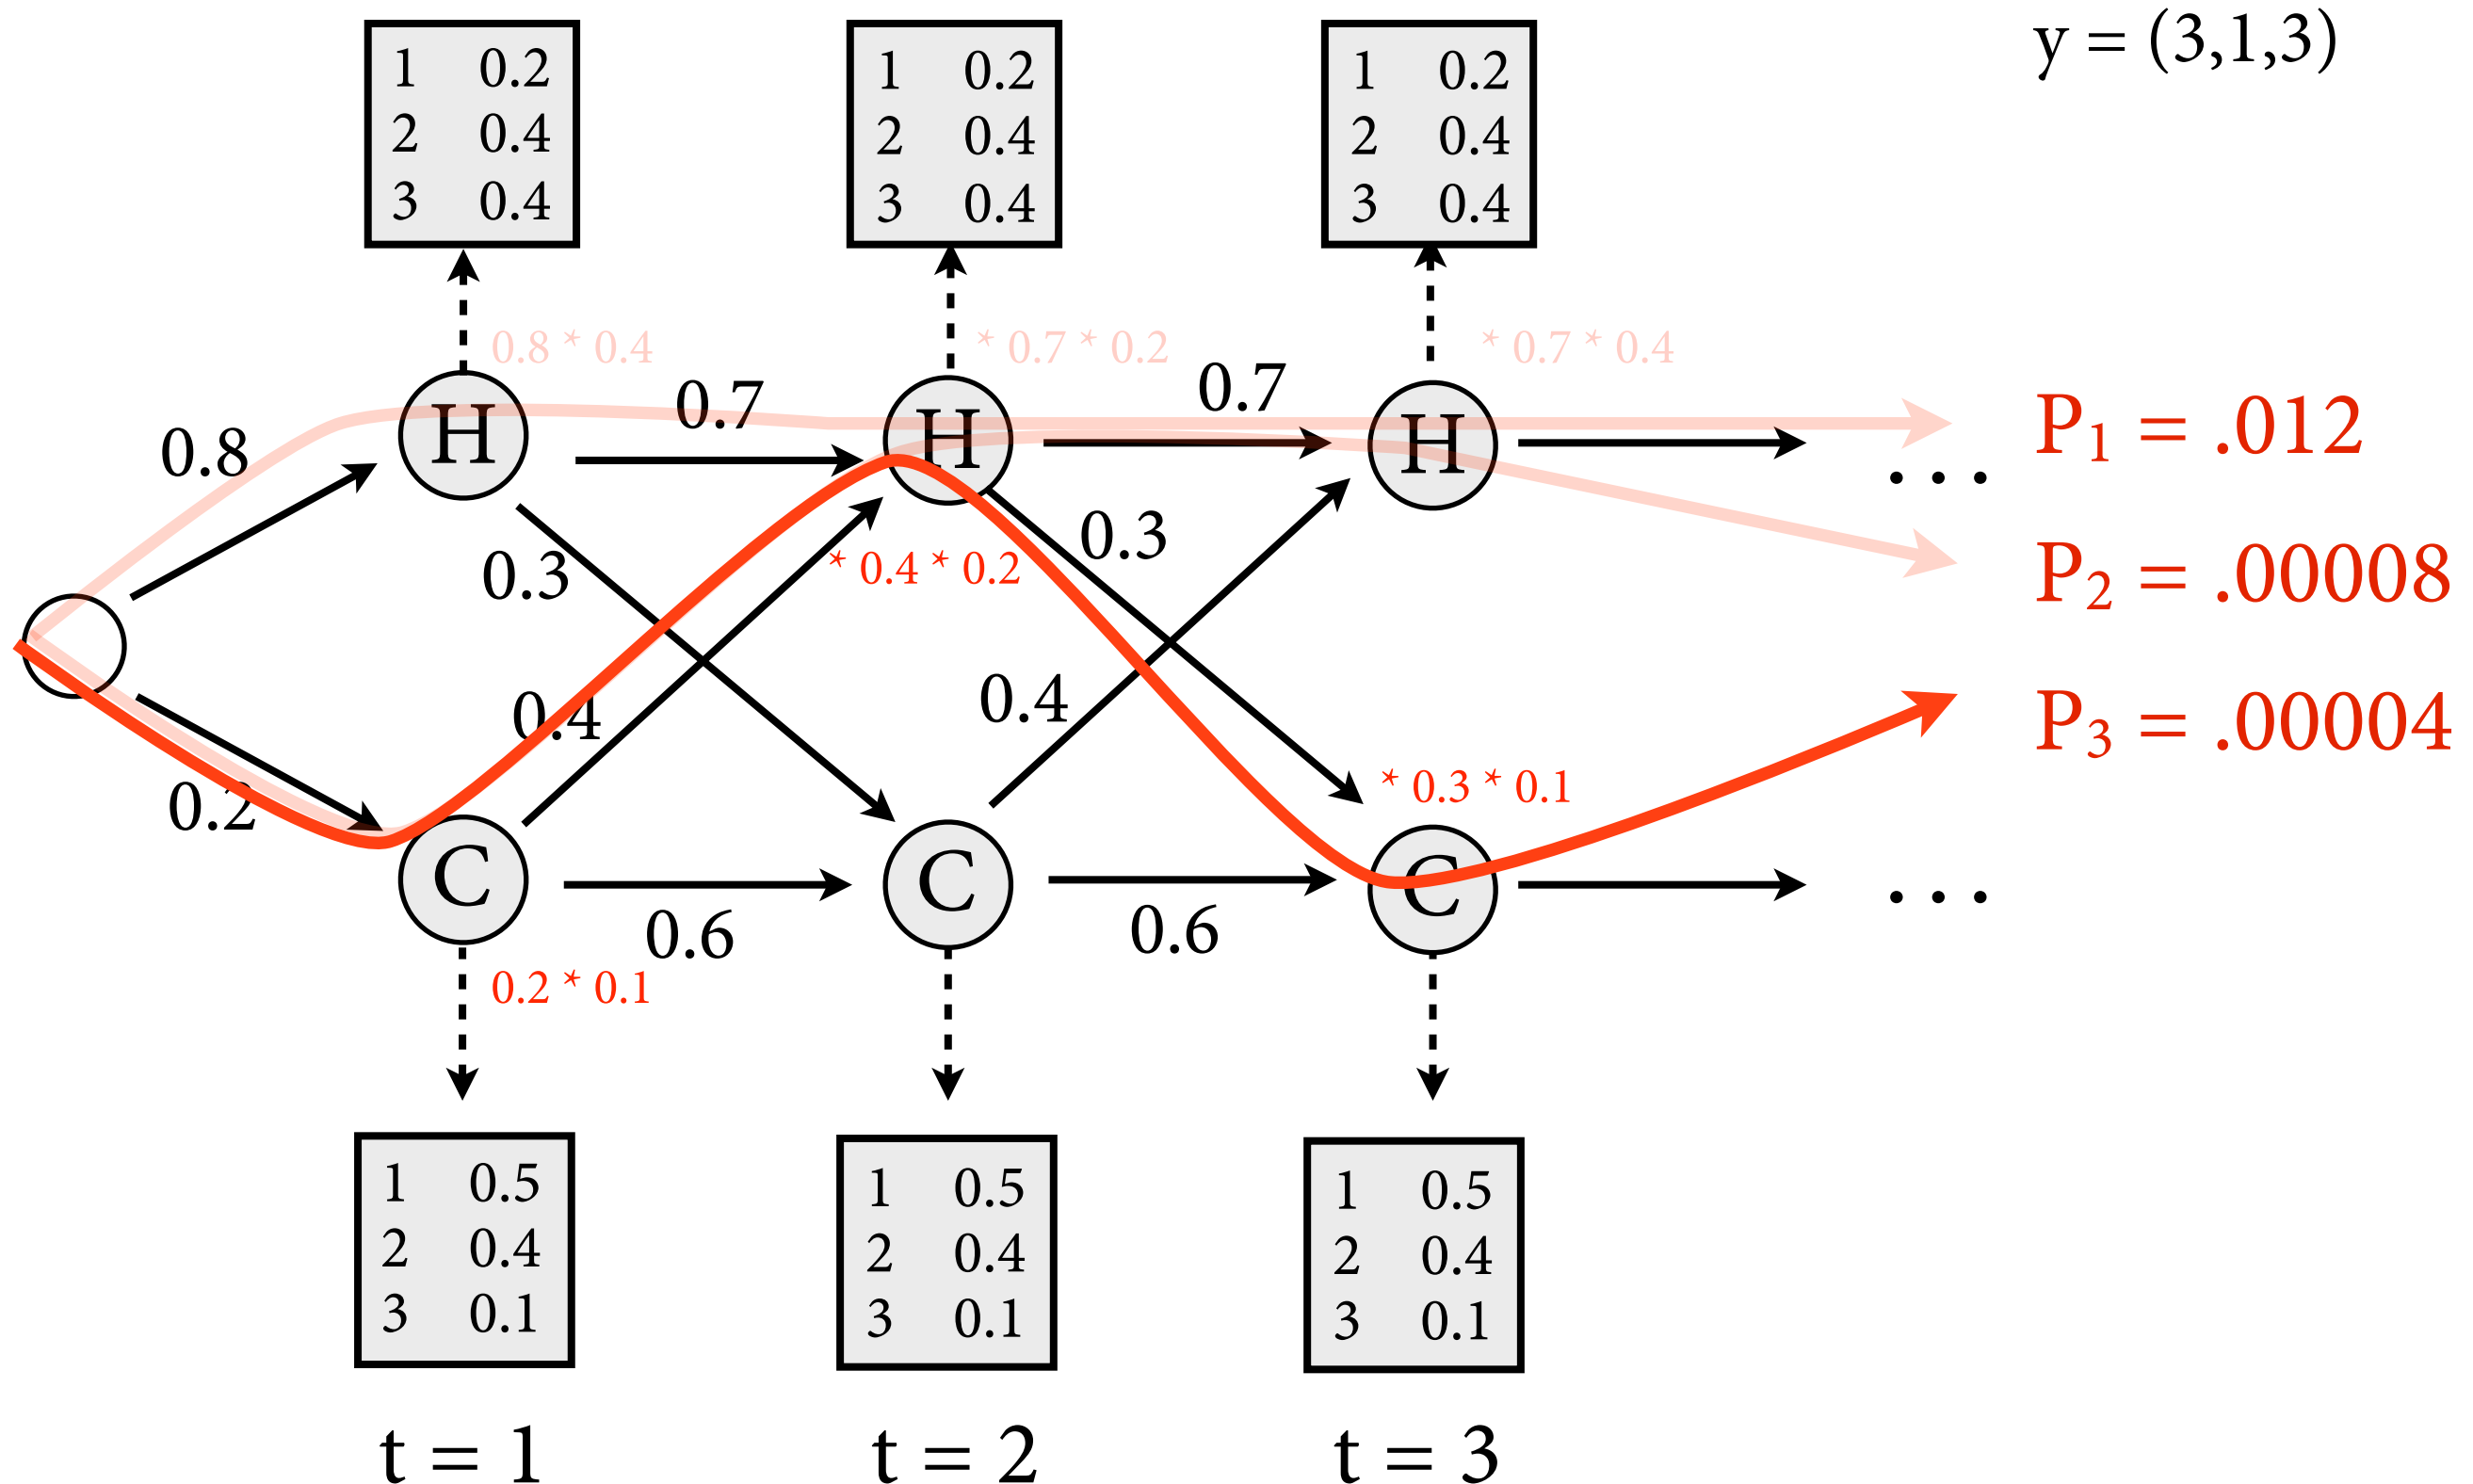 y = (3,1,3)
1 0.2
2 0.4
3 0.4
1 0.2
2 0.4
3 0.4
1 0.2
2 0.4
3 0.4
0.8 * 0.4
* 0.7 * 0.2
* 0.7 * 0.4
0.8
H
0.7
H
0.7
H
...
P1 = .012
0.3
* 0.4 * 0.2
0.3
P2 = .00008
0.4
0.4
P3 = .00004
0.2
* 0.3 * 0.1
C
C
C
...
0.2 * 0.1
0.6
0.6
1 0.5
2 0.4
3 0.1
1 0.5
2 0.4
3 0.1
1 0.5
2 0.4
3 0.1
t = 1
t = 2
t = 3